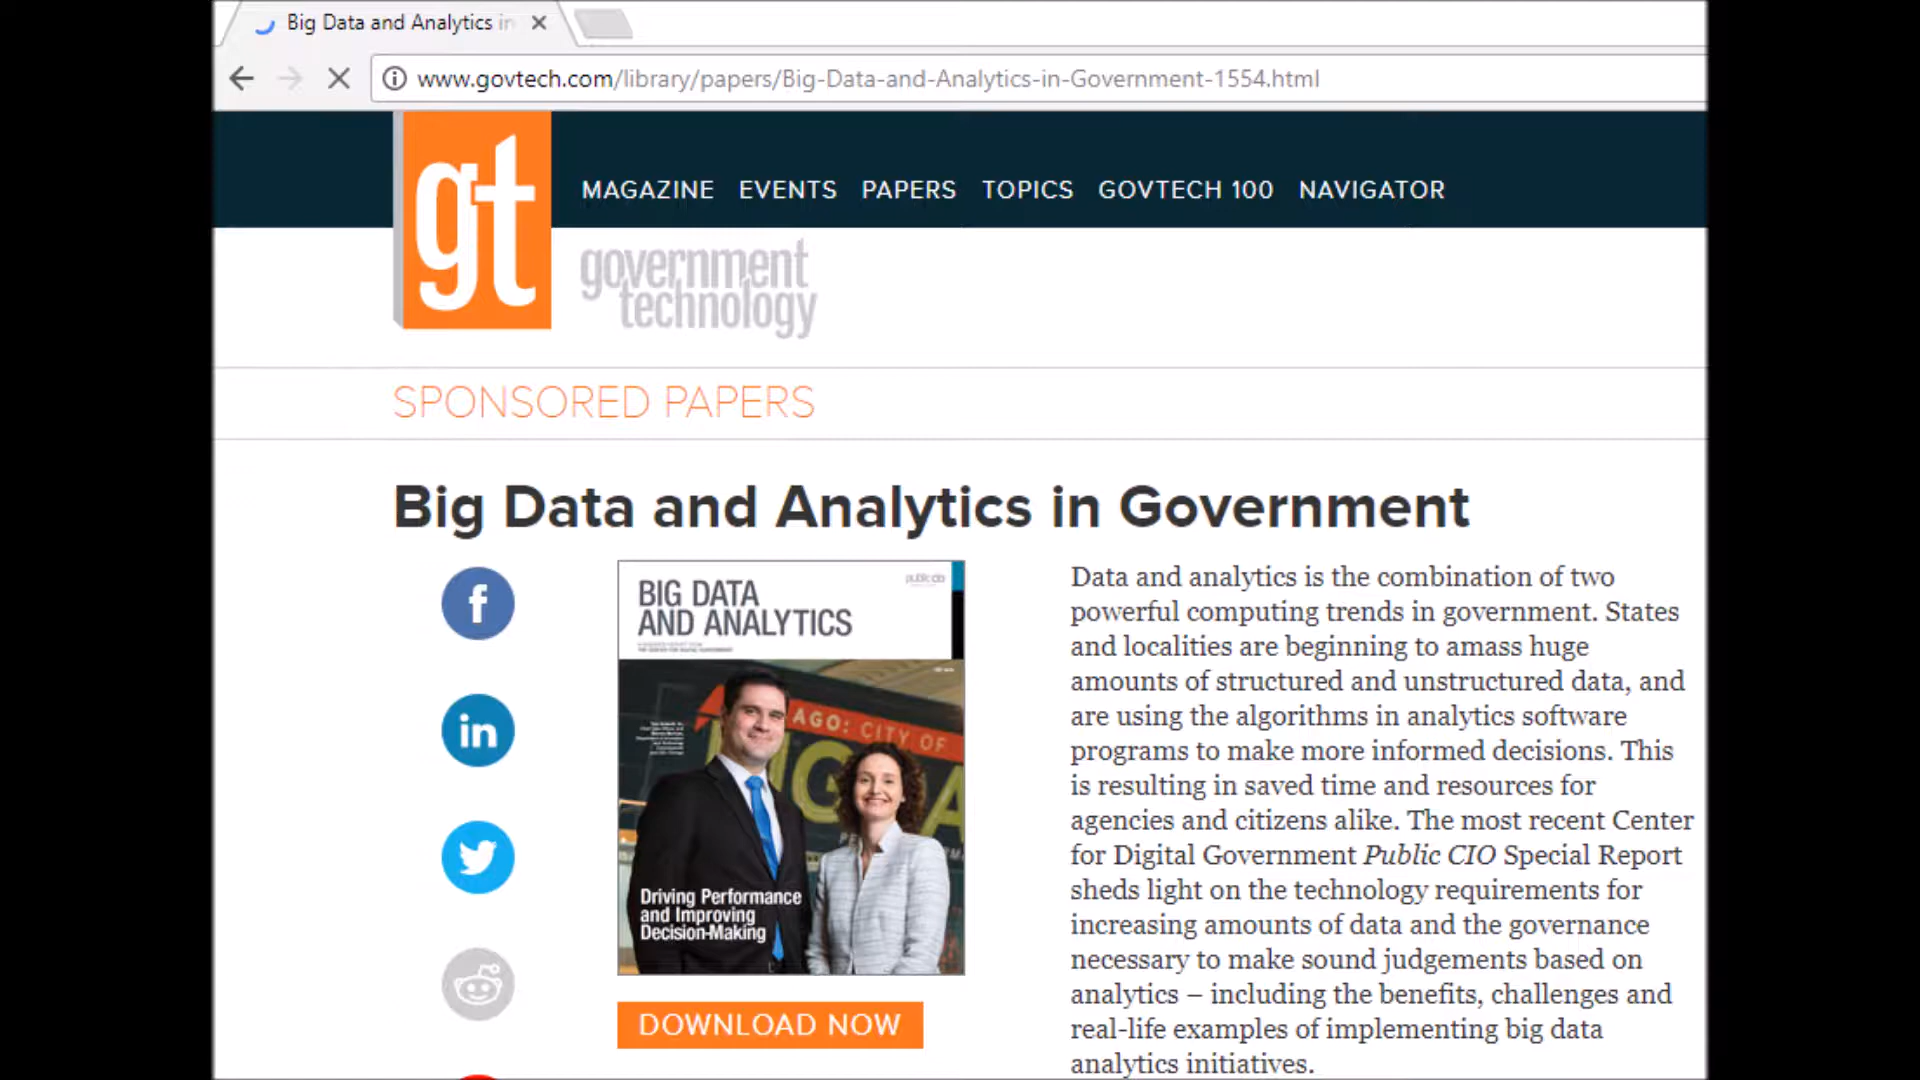 Big Data and Analytics in
www.govtech.com/library/papers/Big-Data-and-Analytics-in-Government-1554.html
gt
MAGAZINE EVENTS PAPERS TOPICS GOVTECH 100 NAVIGATOR
government
technology
SPONSORED PAPERS
Big Data and Analytics in Government
f
in
BIG DATA
AND ANALYTICS
public cio
AGO: CITY OF
Driving Performance
and Improving
Decision-Making
DOWNLOAD NOW
Data and analytics is the combination of two
powerful computing trends in government. States
and localities are beginning to amass huge
amounts of structured and unstructured data, and
are using the algorithms in analytics software
programs to make more informed decisions. This
is resulting in saved time and resources for
agencies and citizens alike. The most recent Center
for Digital Government Public CIO Special Report
sheds light on the technology requirements for
increasing amounts of data and the governance
necessary to make sound judgements based on
analytics – including the benefits, challenges and
real-life examples of implementing big data
analytics initiatives.